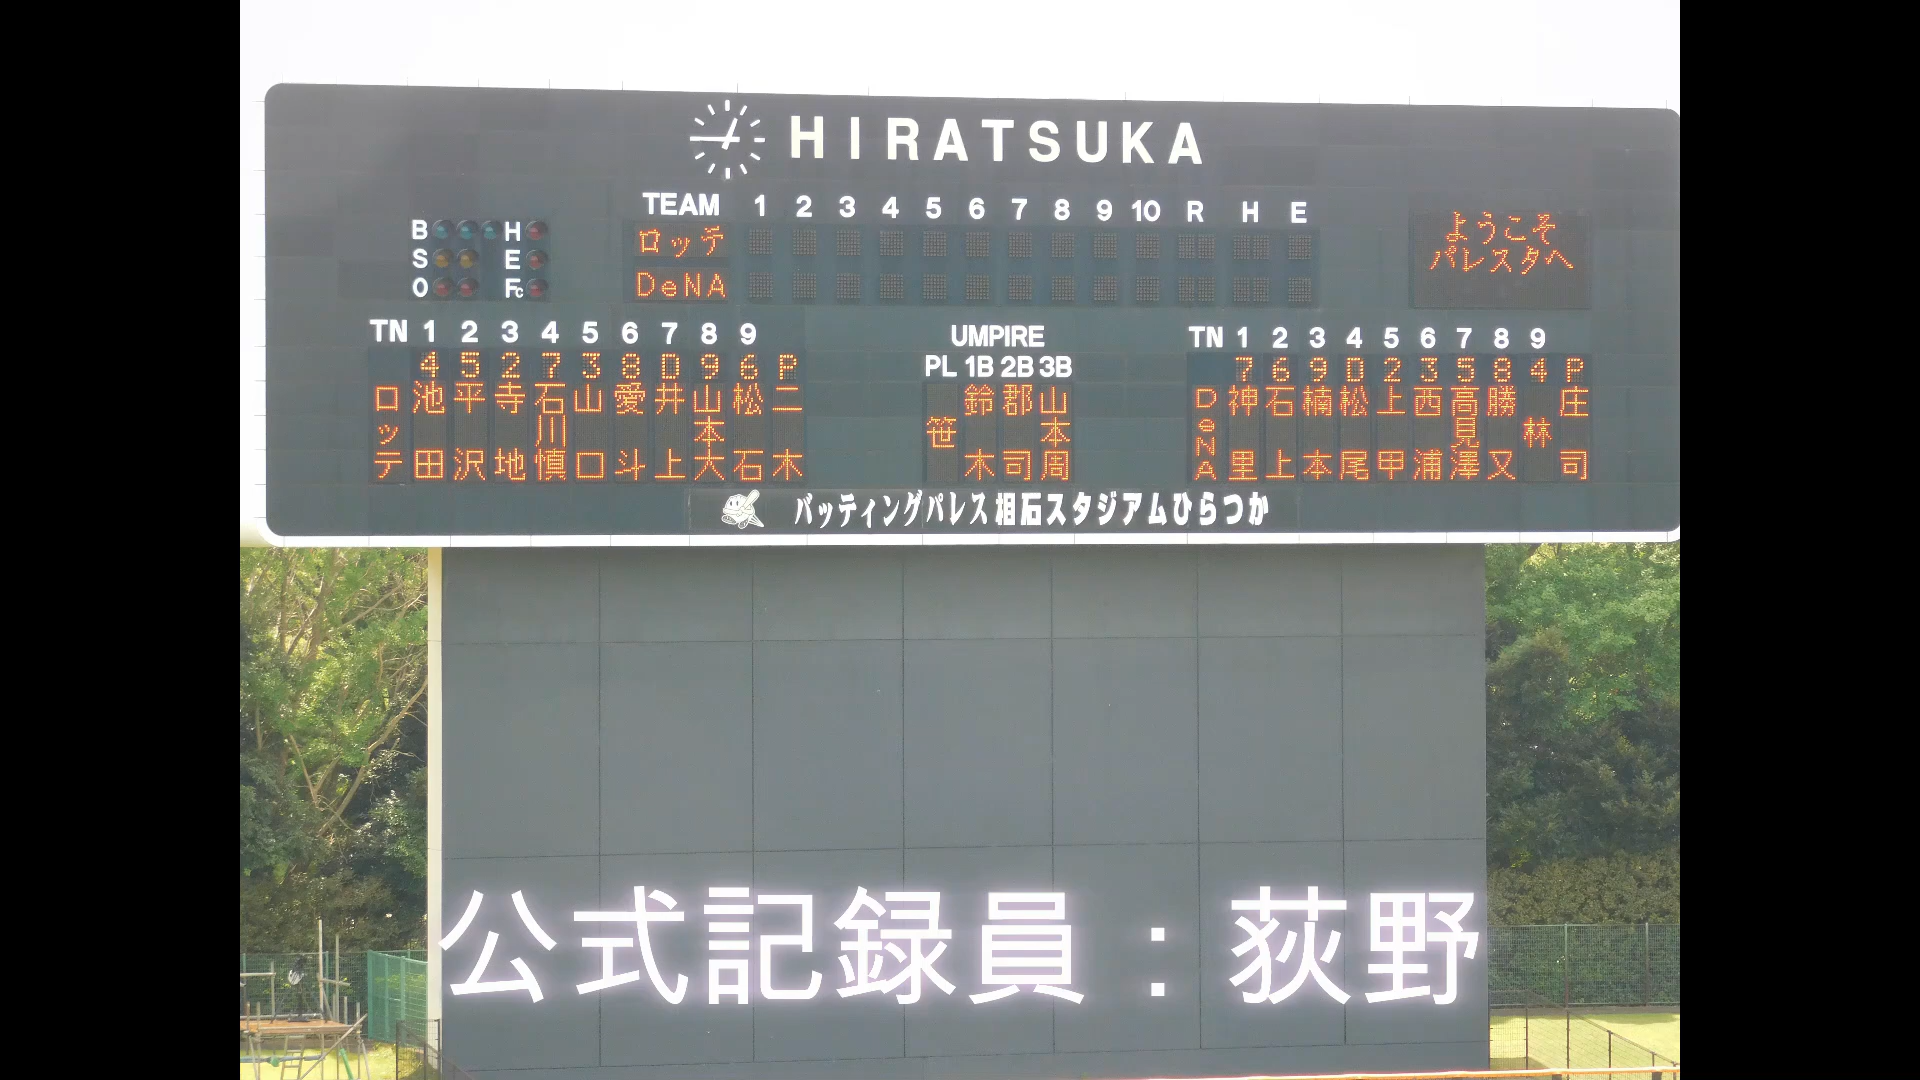 HIRATSUKA
TEAM 1 2 3 4 5 6 7 8 9 10 R H E
B H
S E
O Fc
ロッテ
DeNA
ようこそ
パレスタへ
TN 1 2 3 4 5 6 7 8 9
4 5 2 7 3 8 D 9 6 P
ロッテ 池田 平沢 寺地 石川慎 山口 愛斗 井上 山本大 松石 二木
UMPIRE
PL 1B 2B 3B
笹 鈴木 郡司 山本周
TN 1 2 3 4 5 6 7 8 9
7 6 9 D 2 3 5 8 4 P
DeNA 神里 石上 楠本 松尾 上甲 西浦 高見澤 勝又 林 庄司
バッティングパレス相石スタジアムひらつか
公式記録員：荻野